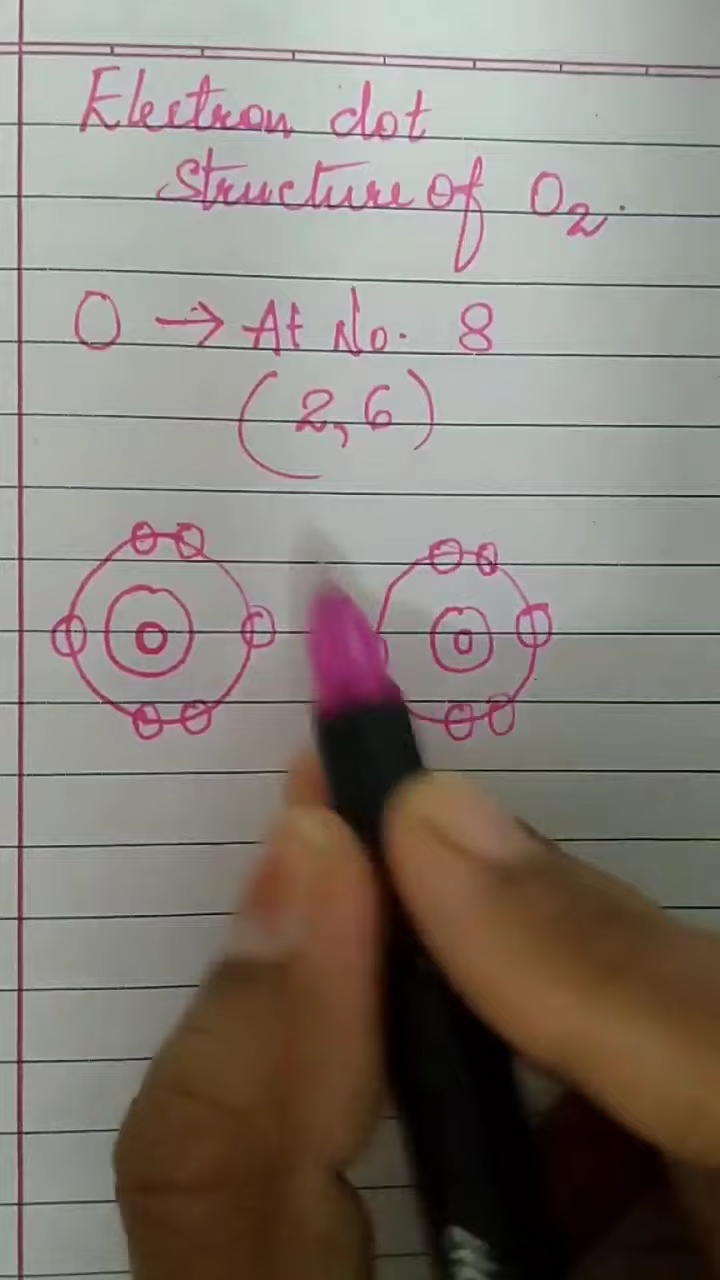 Electron dot
structure of O2.
O → At No. 8
(2,6)
O O